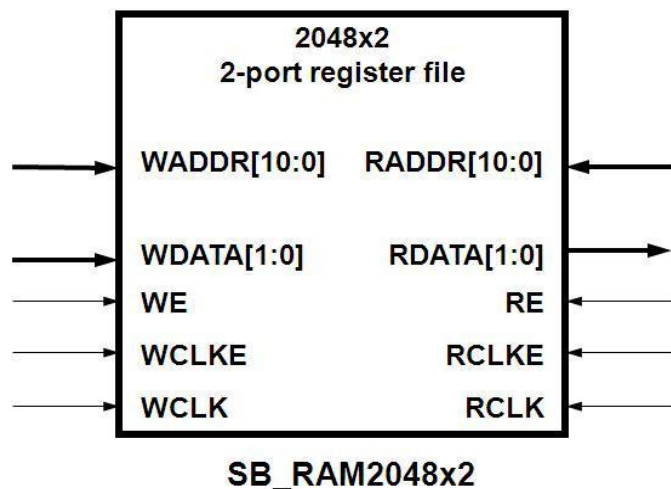 2048x2
2-port register file
WADDR[10:0] RADDR[10:0]
WDATA[1:0] RDATA[1:0]
WE RE
WCLKE RCLKE
WCLK RCLK
SB_RAM2048x2